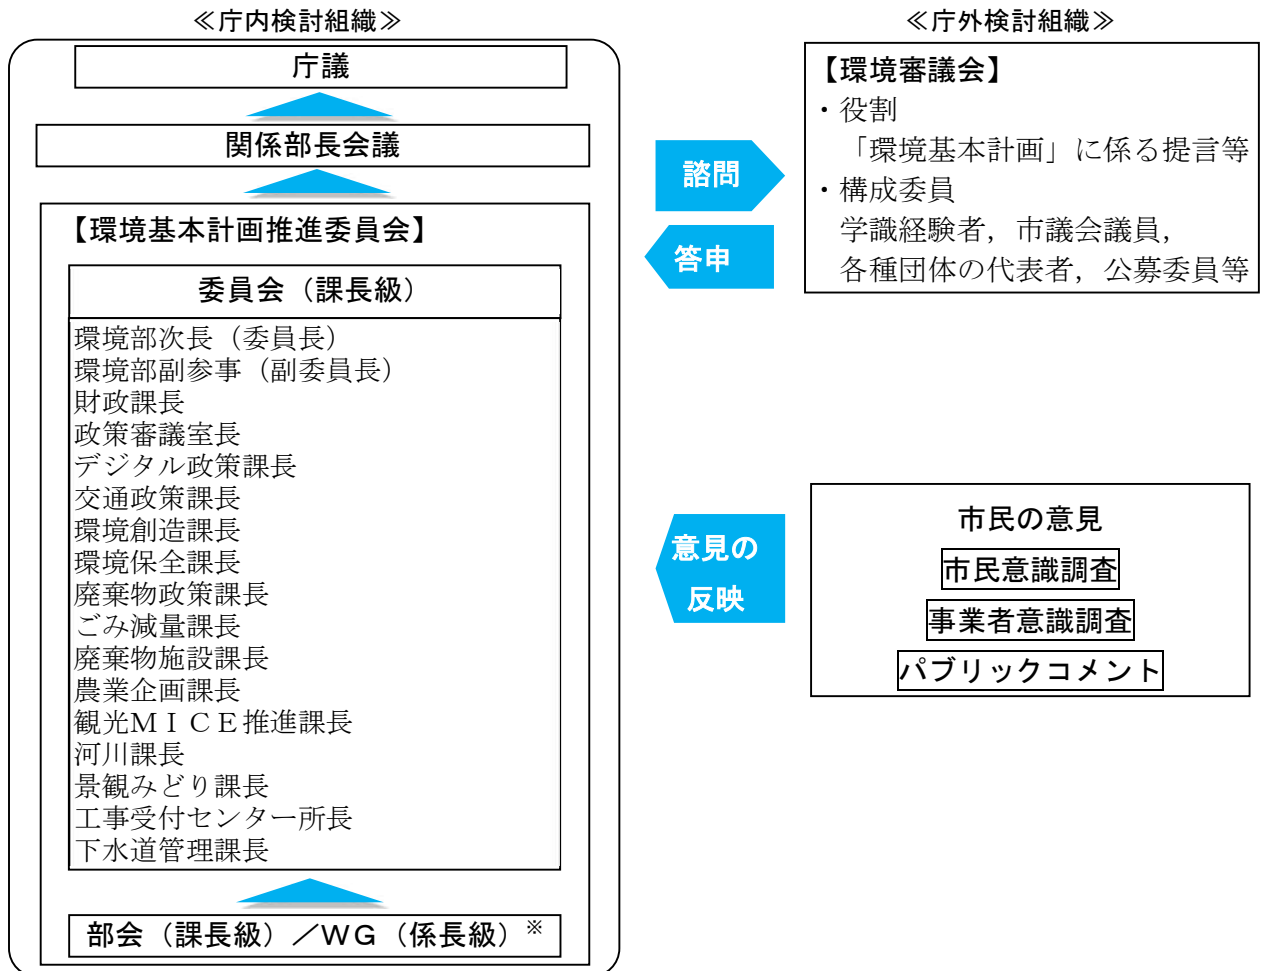 ≪庁内検討組織≫
庁議
関係部長会議
【環境基本計画推進委員会】
委員会（課長級）
環境部次長（委員長）
環境部副参事（副委員長）
財政課長
政策審議室長
デジタル政策課長
交通政策課長
環境創造課長
環境保全課長
廃棄物政策課長
ごみ減量課長
廃棄物施設課長
農業企画課長
観光ＭＩＣＥ推進課長
河川課長
景観みどり課長
工事受付センター所長
下水道管理課長
部会（課長級）／ＷＧ（係長級）※
諮問
答申
意見の
反映
≪庁外検討組織≫
【環境審議会】
・役割
「環境基本計画」に係る提言等
・構成委員
学識経験者，市議会議員，
各種団体の代表者，公募委員等
市民の意見
市民意識調査
事業者意識調査
パブリックコメント